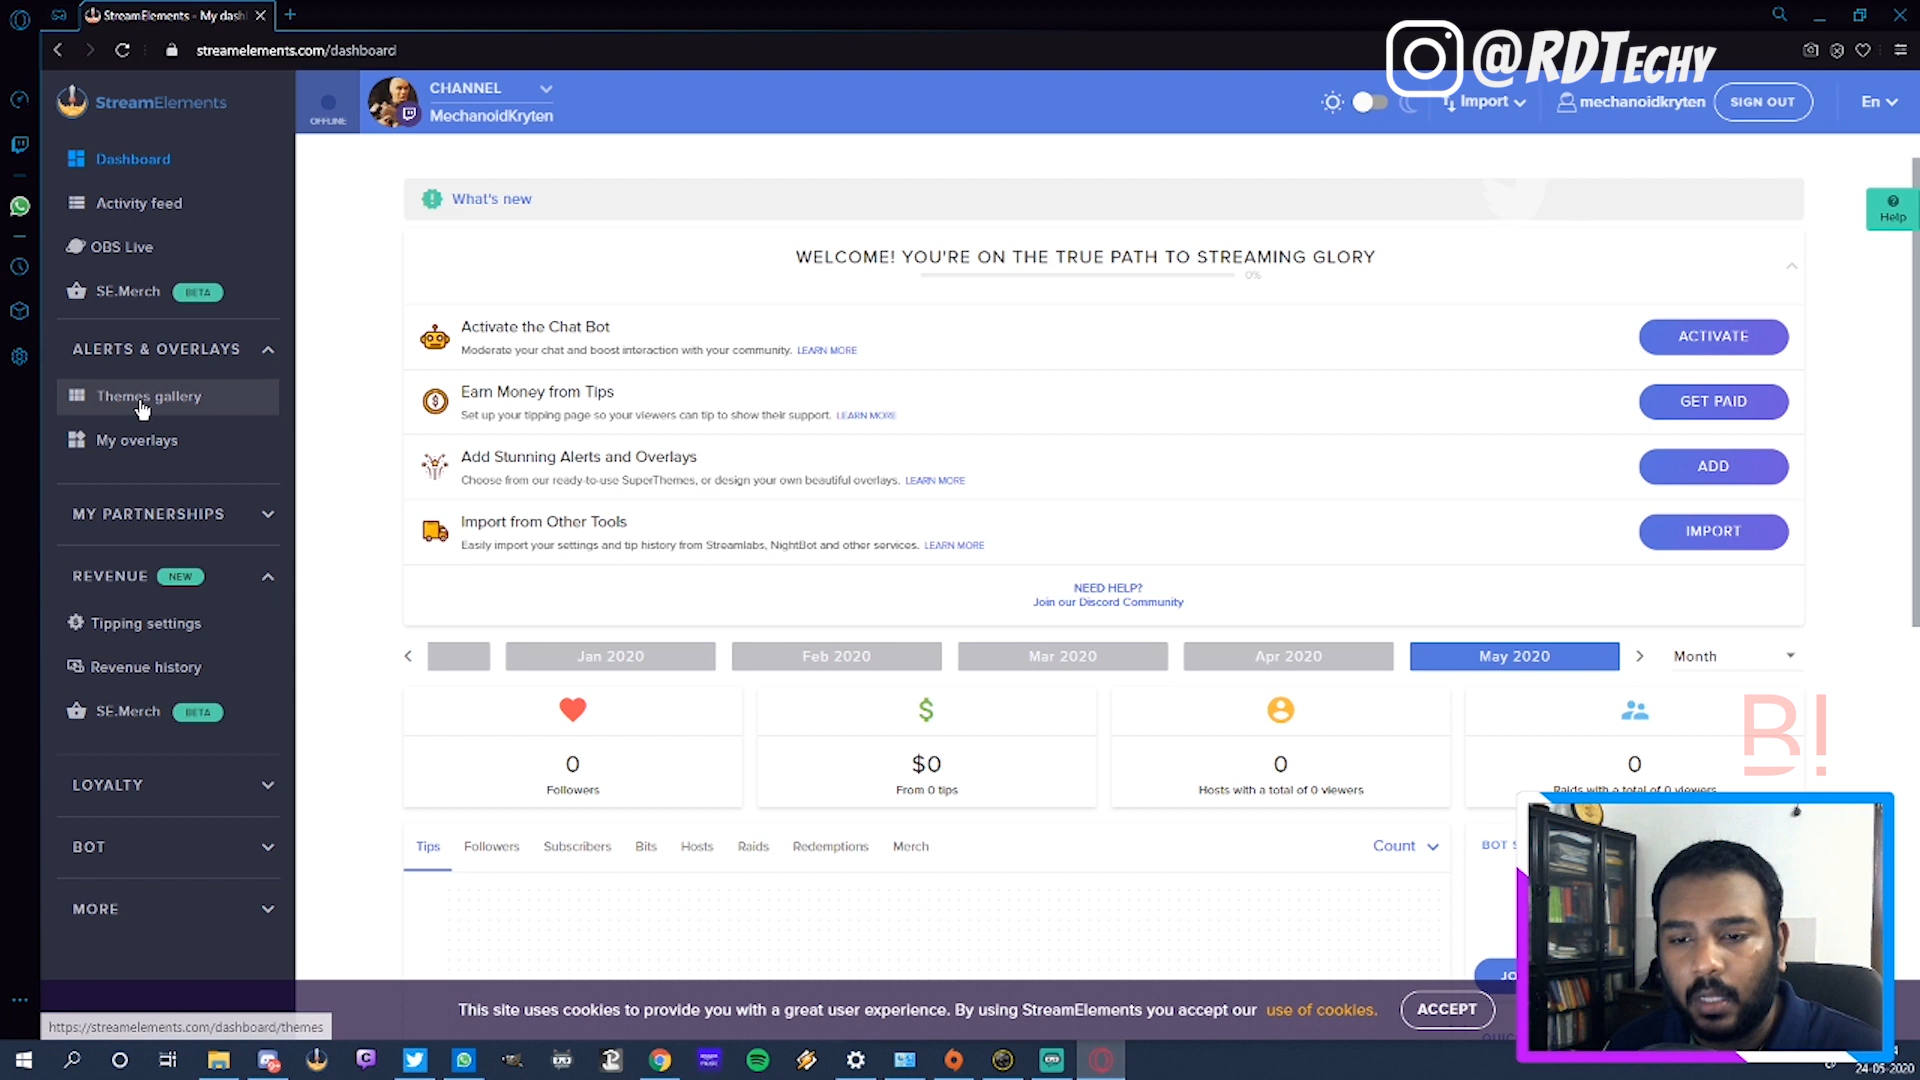 StreamElements - My dash
@RDTechy
streamelements.com/dashboard
StreamElements
OFFLINE
CHANNEL
MechanoidKryten
Import
mechanoidkryten
SIGN OUT
En
Dashboard
Activity feed
OBS Live
SE.Merch BETA
ALERTS & OVERLAYS
Themes gallery
My overlays
MY PARTNERSHIPS
REVENUE NEW
Tipping settings
Revenue history
SE.Merch BETA
LOYALTY
BOT
MORE
What's new
Help
WELCOME! YOU'RE ON THE TRUE PATH TO STREAMING GLORY
0%
Activate the Chat Bot
Moderate your chat and boost interaction with your community. LEARN MORE
ACTIVATE
Earn Money from Tips
Set up your tipping page so your viewers can tip to show their support. LEARN MORE
GET PAID
Add Stunning Alerts and Overlays
Choose from our ready-to-use SuperThemes, or design your own beautiful overlays. LEARN MORE
ADD
Import from Other Tools
Easily import your settings and tip history from Streamlabs, NightBot and other services. LEARN MORE
IMPORT
NEED HELP?
Join our Discord Community
Jan 2020 Feb 2020 Mar 2020 Apr 2020 May 2020 Month
B!
0 $0 0 0
Followers From 0 tips Hosts with a total of 0 viewers Raids with a total of 0 viewers
Tips Followers Subscribers Bits Hosts Raids Redemptions Merch Count
BOT S
JO
This site uses cookies to provide you with a great user experience. By using StreamElements you accept our use of cookies. ACCEPT
https://streamelements.com/dashboard/themes
24-05-2020